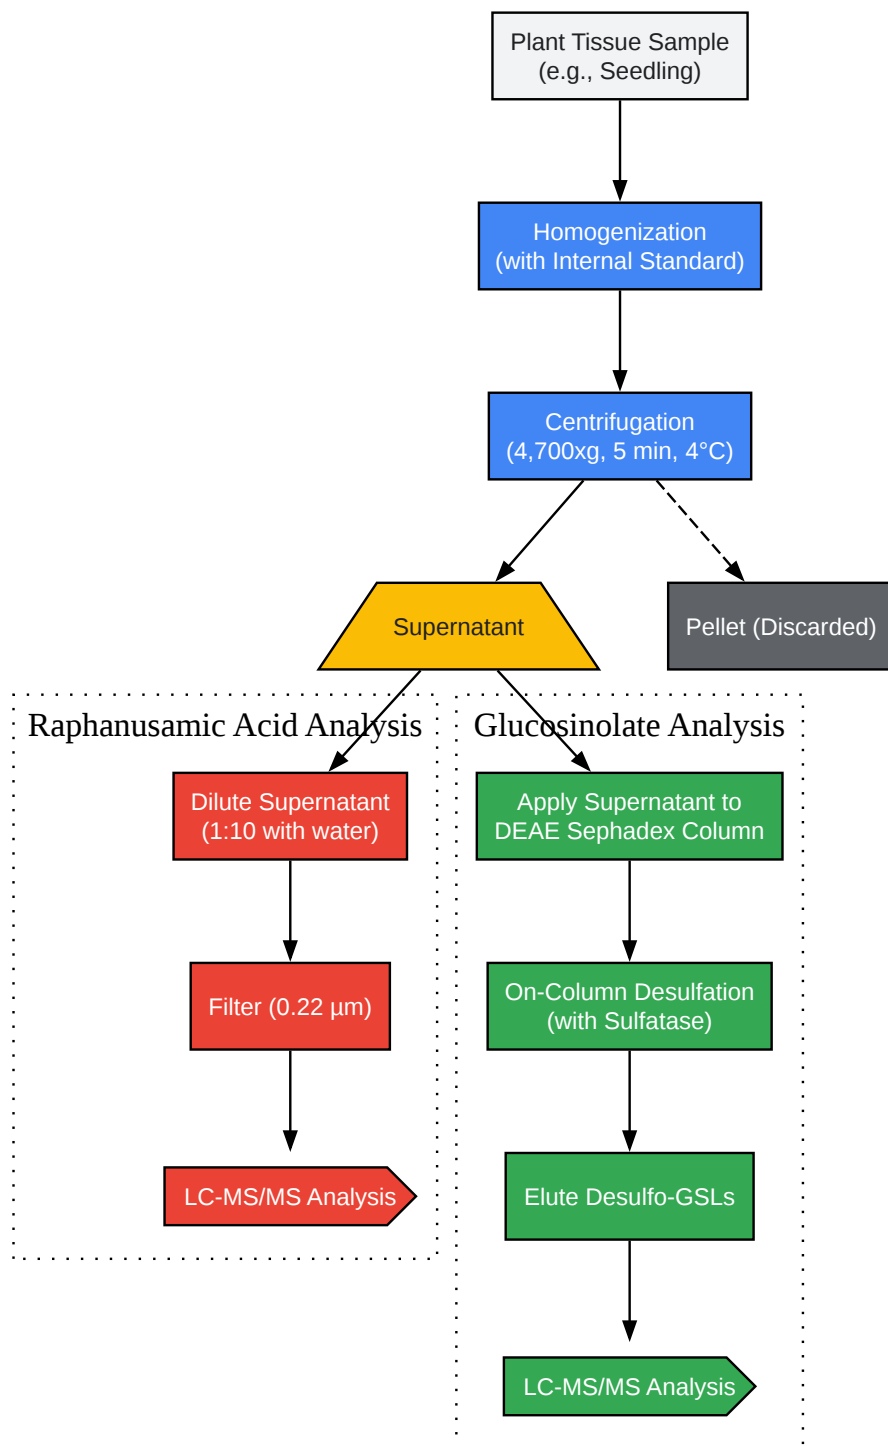 Plant Tissue Sample
(e.g., Seedling)
Homogenization
(with Internal Standard)
Centrifugation
(4,700xg, 5 min, 4°C)
Supernatant
Pellet (Discarded)
Raphanusamic Acid Analysis
Dilute Supernatant
(1:10 with water)
Filter (0.22 µm)
LC-MS/MS Analysis
Glucosinolate Analysis
Apply Supernatant to
DEAE Sephadex Column
On-Column Desulfation
(with Sulfatase)
Elute Desulfo-GSLs
LC-MS/MS Analysis